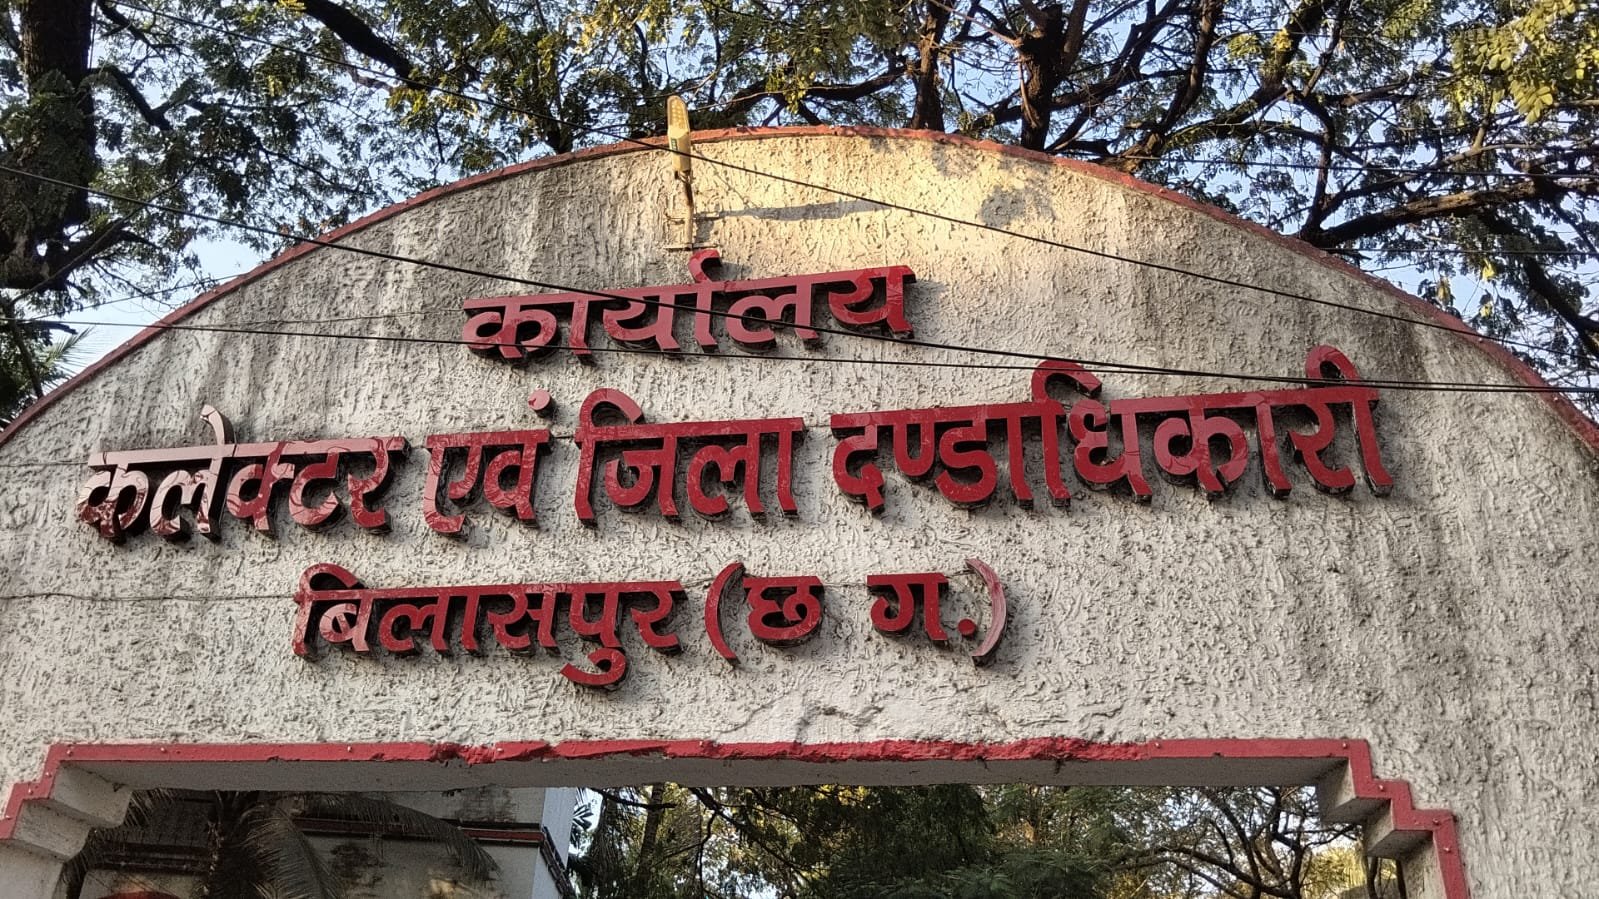 कार्यालय
कलेक्टर एवं जिला दण्डाधिकारी
बिलासपुर (छ ग.)